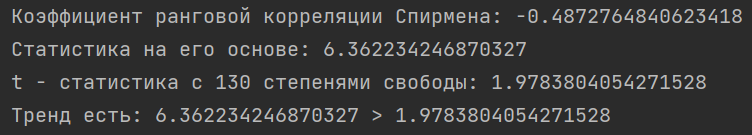 Коэффициент ранговой корреляции Спирмена: -0.4872764840623418
Статистика на его основе: 6.362234246870327
t - статистика с 130 степенями свободы: 1.9783804054271528
Тренд есть: 6.362234246870327 > 1.9783804054271528